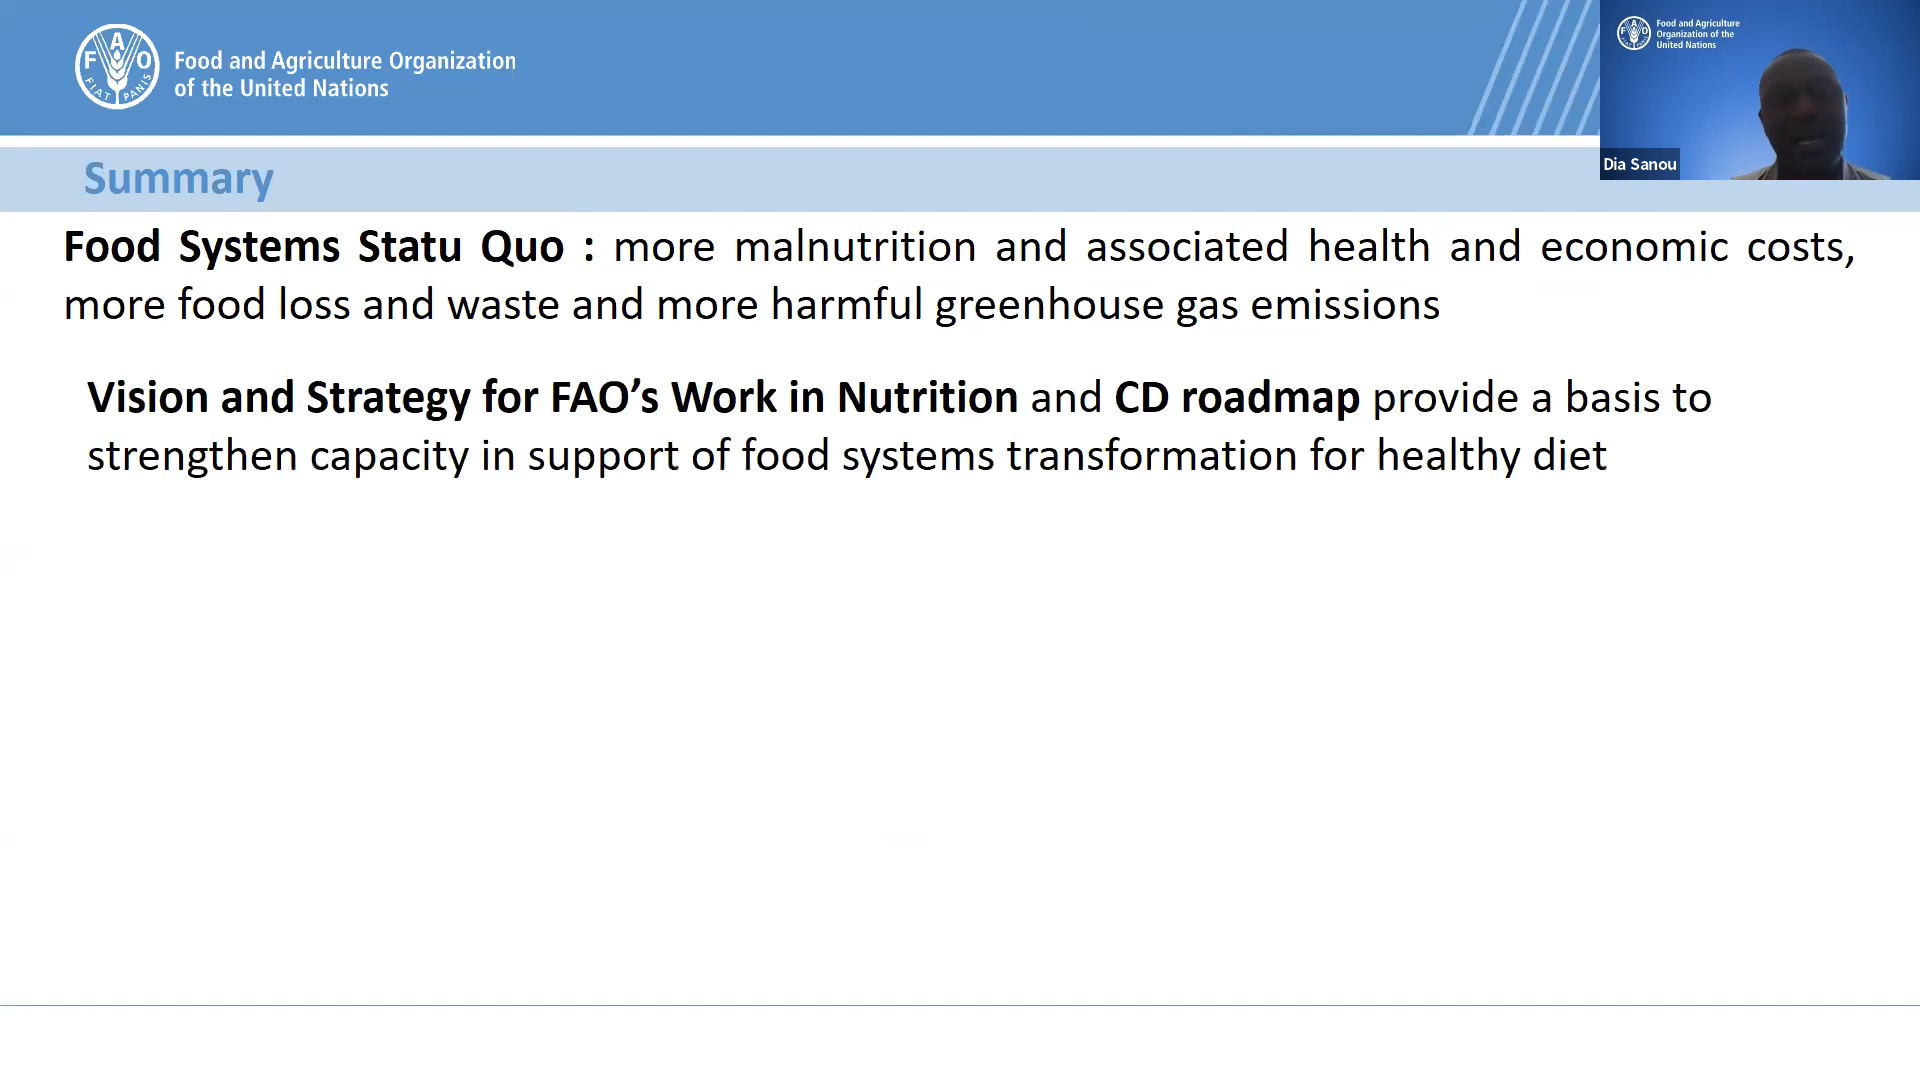 F A O
FIAT PANIS
Food and Agriculture Organization
of the United Nations
Food and Agriculture
Organization of the
United Nations
Dia Sanou
Summary
Food Systems Statu Quo : more malnutrition and associated health and economic costs,
more food loss and waste and more harmful greenhouse gas emissions
Vision and Strategy for FAO’s Work in Nutrition and CD roadmap provide a basis to
strengthen capacity in support of food systems transformation for healthy diet